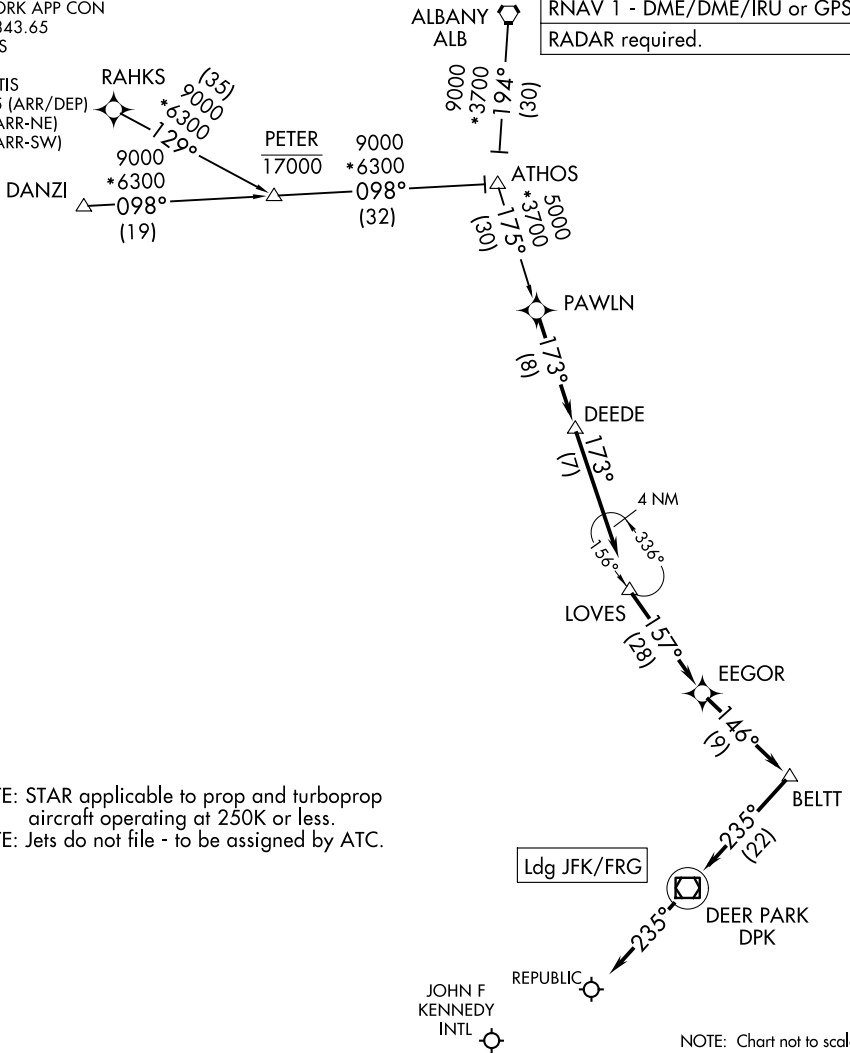 ORK APP CON
343.65
S
TIS
5 (ARR/DEP)
ARR-NE)
ARR-SW)
ALBANY
ALB
RNAV 1 - DME/DME/IRU or GPS
RADAR required.
9000
*3700
194°
(30)
RAHKS
(35)
9000
*6300
129°
DANZI
9000
*6300
098°
(19)
PETER
17000
9000
*6300
098°
(32)
ATHOS
5000
*3700
175°
(30)
PAWLN
173°
(8)
DEEDE
173°
(7)
4 NM
156°
336°
LOVES
157°
(28)
EEGOR
146°
(9)
BELTT
235°
(22)
TE: STAR applicable to prop and turboprop
aircraft operating at 250K or less.
TE: Jets do not file - to be assigned by ATC.
Ldg JFK/FRG
DEER PARK
DPK
235°
REPUBLIC
JOHN F
KENNEDY
INTL
NOTE: Chart not to scale